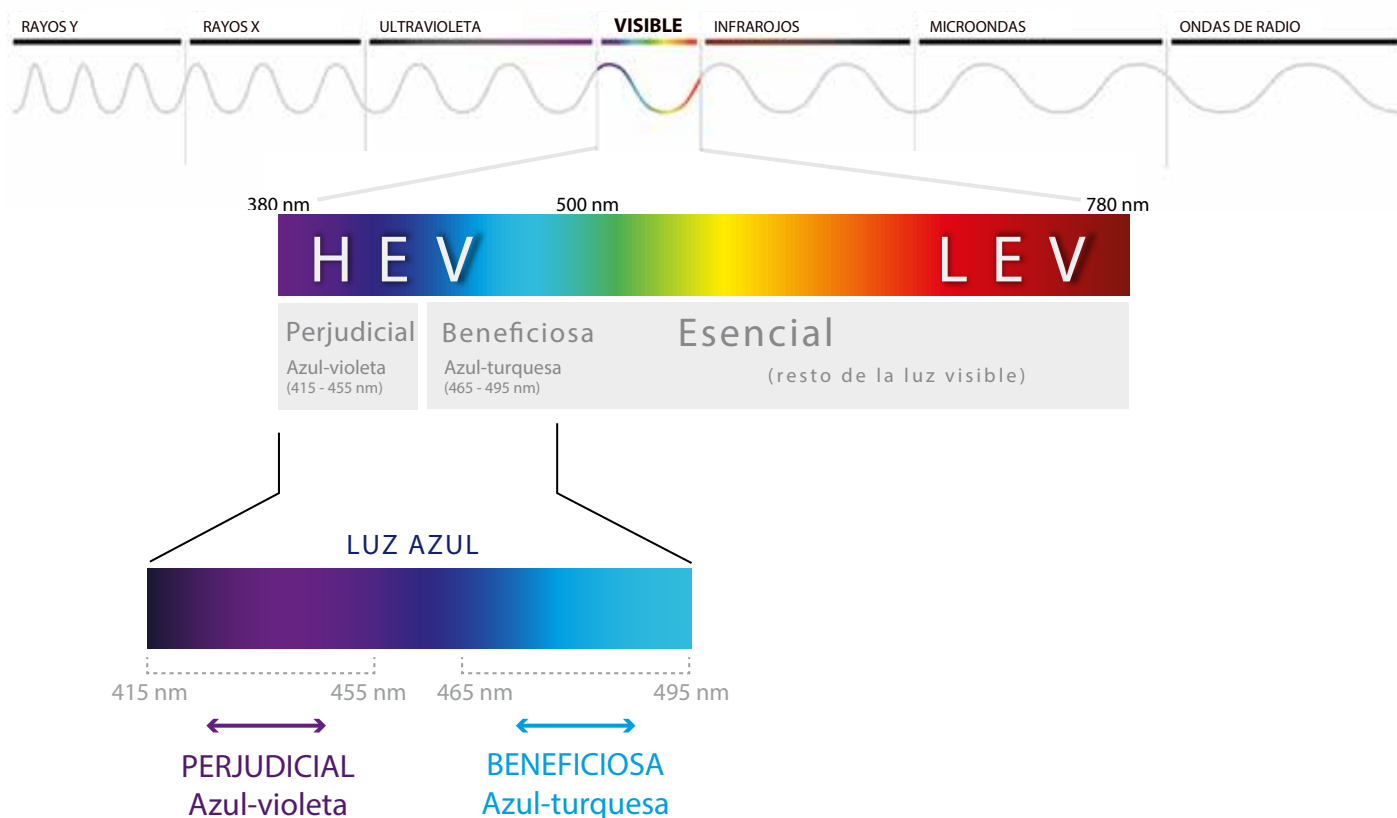 RAYOS Y
RAYOS X
ULTRAVIOLETA
VISIBLE
INFRAROJOS
MICROONDAS
ONDAS DE RADIO
380 nm
500 nm
780 nm
HEV
LEV
Perjudicial
Azul-violeta
(415 - 455 nm)
Beneficiosa
Azul-turquesa
(465 - 495 nm)
Esencial
(resto de la luz visible)
LUZ AZUL
415 nm
455 nm
465 nm
495 nm
PERJUDICIAL
Azul-violeta
BENEFICIOSA
Azul-turquesa